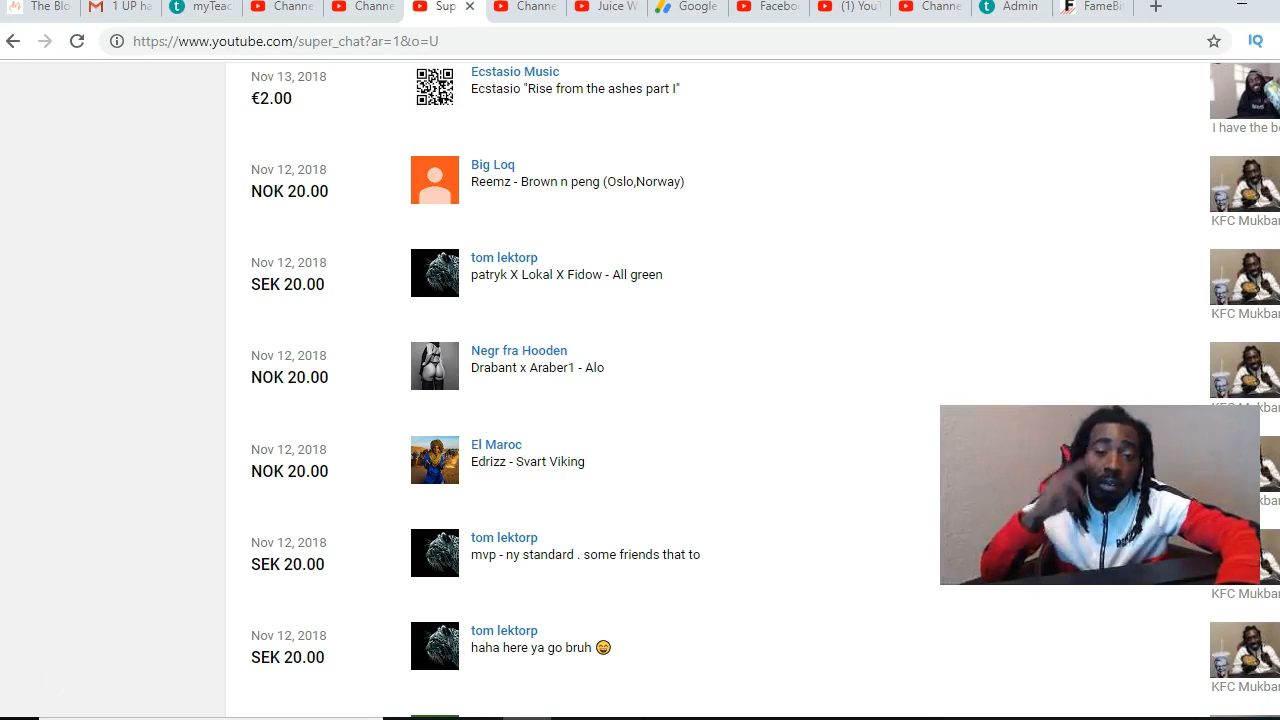 The Blo
1 UP ha
myTeac
Channe
Channe
Sup
Channe
Juice W
Google
Faceboo
(1) You
Channe
Admin
FameBi
https://www.youtube.com/super_chat?ar=1&o=U
IQ
Nov 13, 2018
€2.00
Ecstasio Music
Ecstasio "Rise from the ashes part I"
I have the b
Nov 12, 2018
NOK 20.00
Big Loq
Reemz - Brown n peng (Oslo,Norway)
KFC Mukbar
Nov 12, 2018
SEK 20.00
tom lektorp
patryk X Lokal X Fidow - All green
KFC Mukbar
Nov 12, 2018
NOK 20.00
Negr fra Hooden
Drabant x Araber1 - Alo
Nov 12, 2018
NOK 20.00
El Maroc
Edrizz - Svart Viking
Nov 12, 2018
SEK 20.00
tom lektorp
mvp - ny standard . some friends that to
KFC Mukbar
Nov 12, 2018
SEK 20.00
tom lektorp
haha here ya go bruh 😄
KFC Mukbar